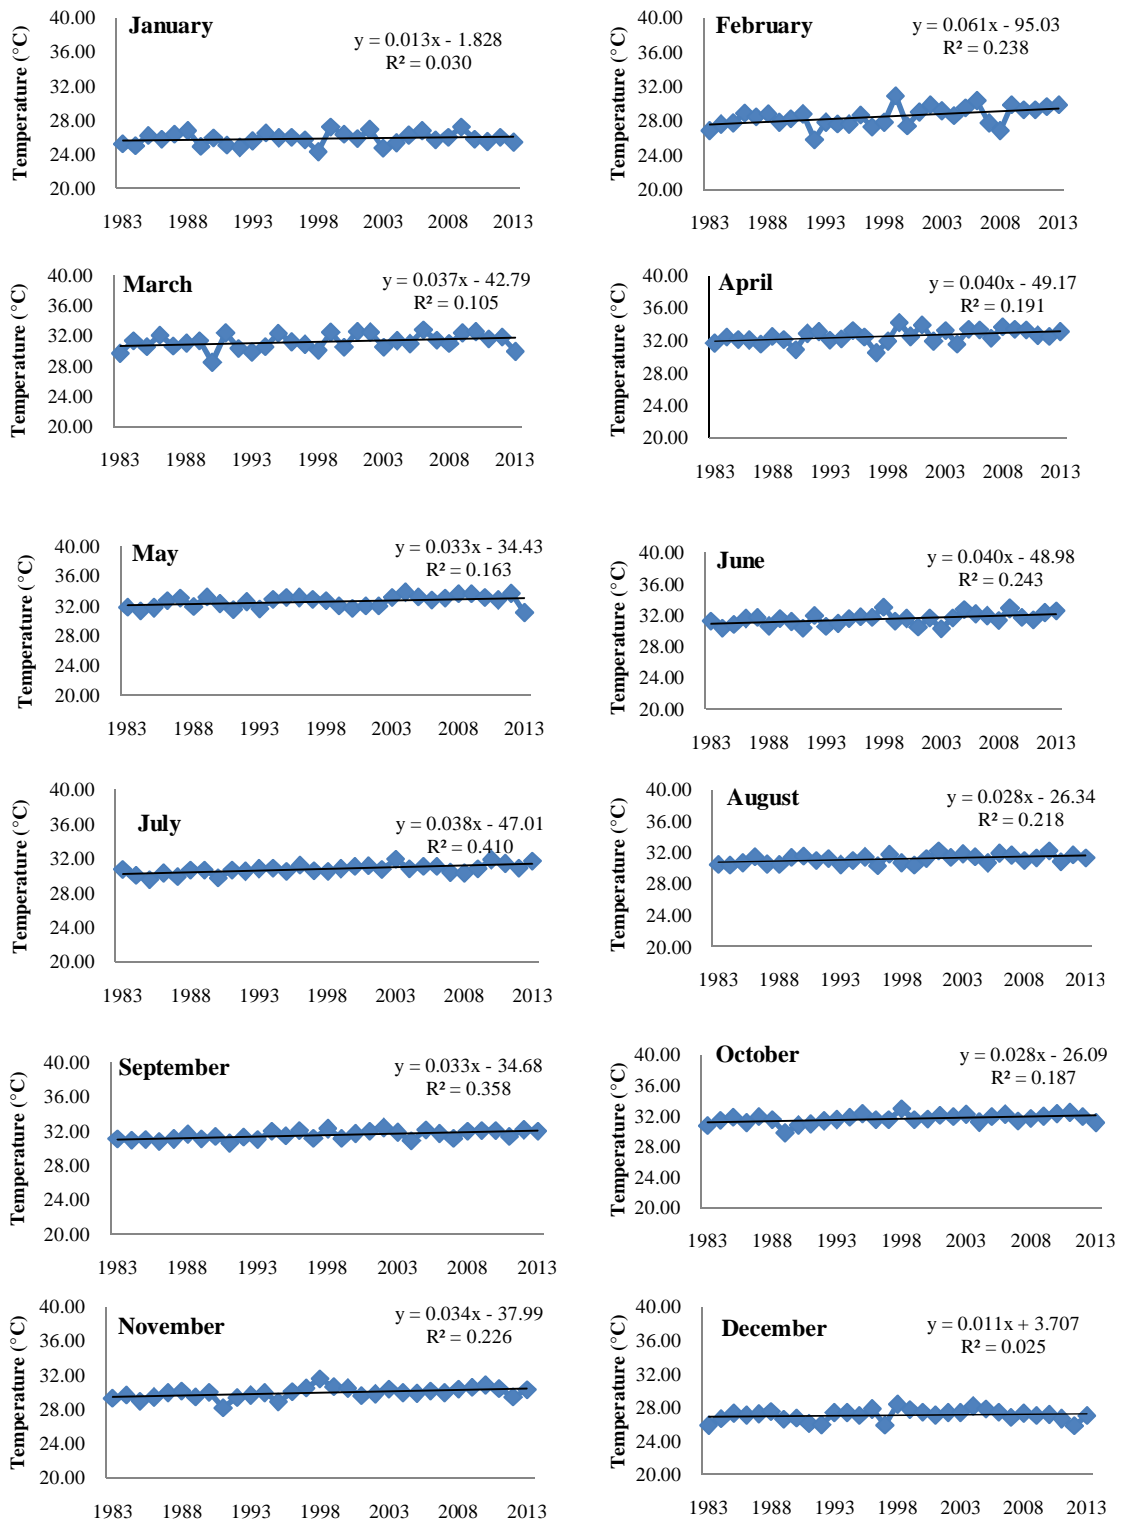 January
y = 0.013x - 1.828
R² = 0.030
Temperature (°C)
40.00
36.00
32.00
28.00
24.00
20.00
1983 1988 1993 1998 2003 2008 2013
February
y = 0.061x - 95.03
R² = 0.238
Temperature (°C)
40.00
36.00
32.00
28.00
24.00
20.00
1983 1988 1993 1998 2003 2008 2013
March
y = 0.037x - 42.79
R² = 0.105
Temperature (°C)
40.00
36.00
32.00
28.00
24.00
20.00
1983 1988 1993 1998 2003 2008 2013
April
y = 0.040x - 49.17
R² = 0.191
Temperature (°C)
40.00
36.00
32.00
28.00
24.00
20.00
1983 1988 1993 1998 2003 2008 2013
May
y = 0.033x - 34.43
R² = 0.163
Temperature (°C)
40.00
36.00
32.00
28.00
24.00
20.00
1983 1988 1993 1998 2003 2008 2013
June
y = 0.040x - 48.98
R² = 0.243
Temperature (°C)
40.00
36.00
32.00
28.00
24.00
20.00
1983 1988 1993 1998 2003 2008 2013
July
y = 0.038x - 47.01
R² = 0.410
Temperature (°C)
40.00
36.00
32.00
28.00
24.00
20.00
1983 1988 1993 1998 2003 2008 2013
August
y = 0.028x - 26.34
R² = 0.218
Temperature (°C)
40.00
36.00
32.00
28.00
24.00
20.00
1983 1988 1993 1998 2003 2008 2013
September
y = 0.033x - 34.68
R² = 0.358
Temperature (°C)
40.00
36.00
32.00
28.00
24.00
20.00
1983 1988 1993 1998 2003 2008 2013
October
y = 0.028x - 26.09
R² = 0.187
Temperature (°C)
40.00
36.00
32.00
28.00
24.00
20.00
1983 1988 1993 1998 2003 2008 2013
November
y = 0.034x - 37.99
R² = 0.226
Temperature (°C)
40.00
36.00
32.00
28.00
24.00
20.00
1983 1988 1993 1998 2003 2008 2013
December
y = 0.011x + 3.707
R² = 0.025
Temperature (°C)
40.00
36.00
32.00
28.00
24.00
20.00
1983 1988 1993 1998 2003 2008 2013